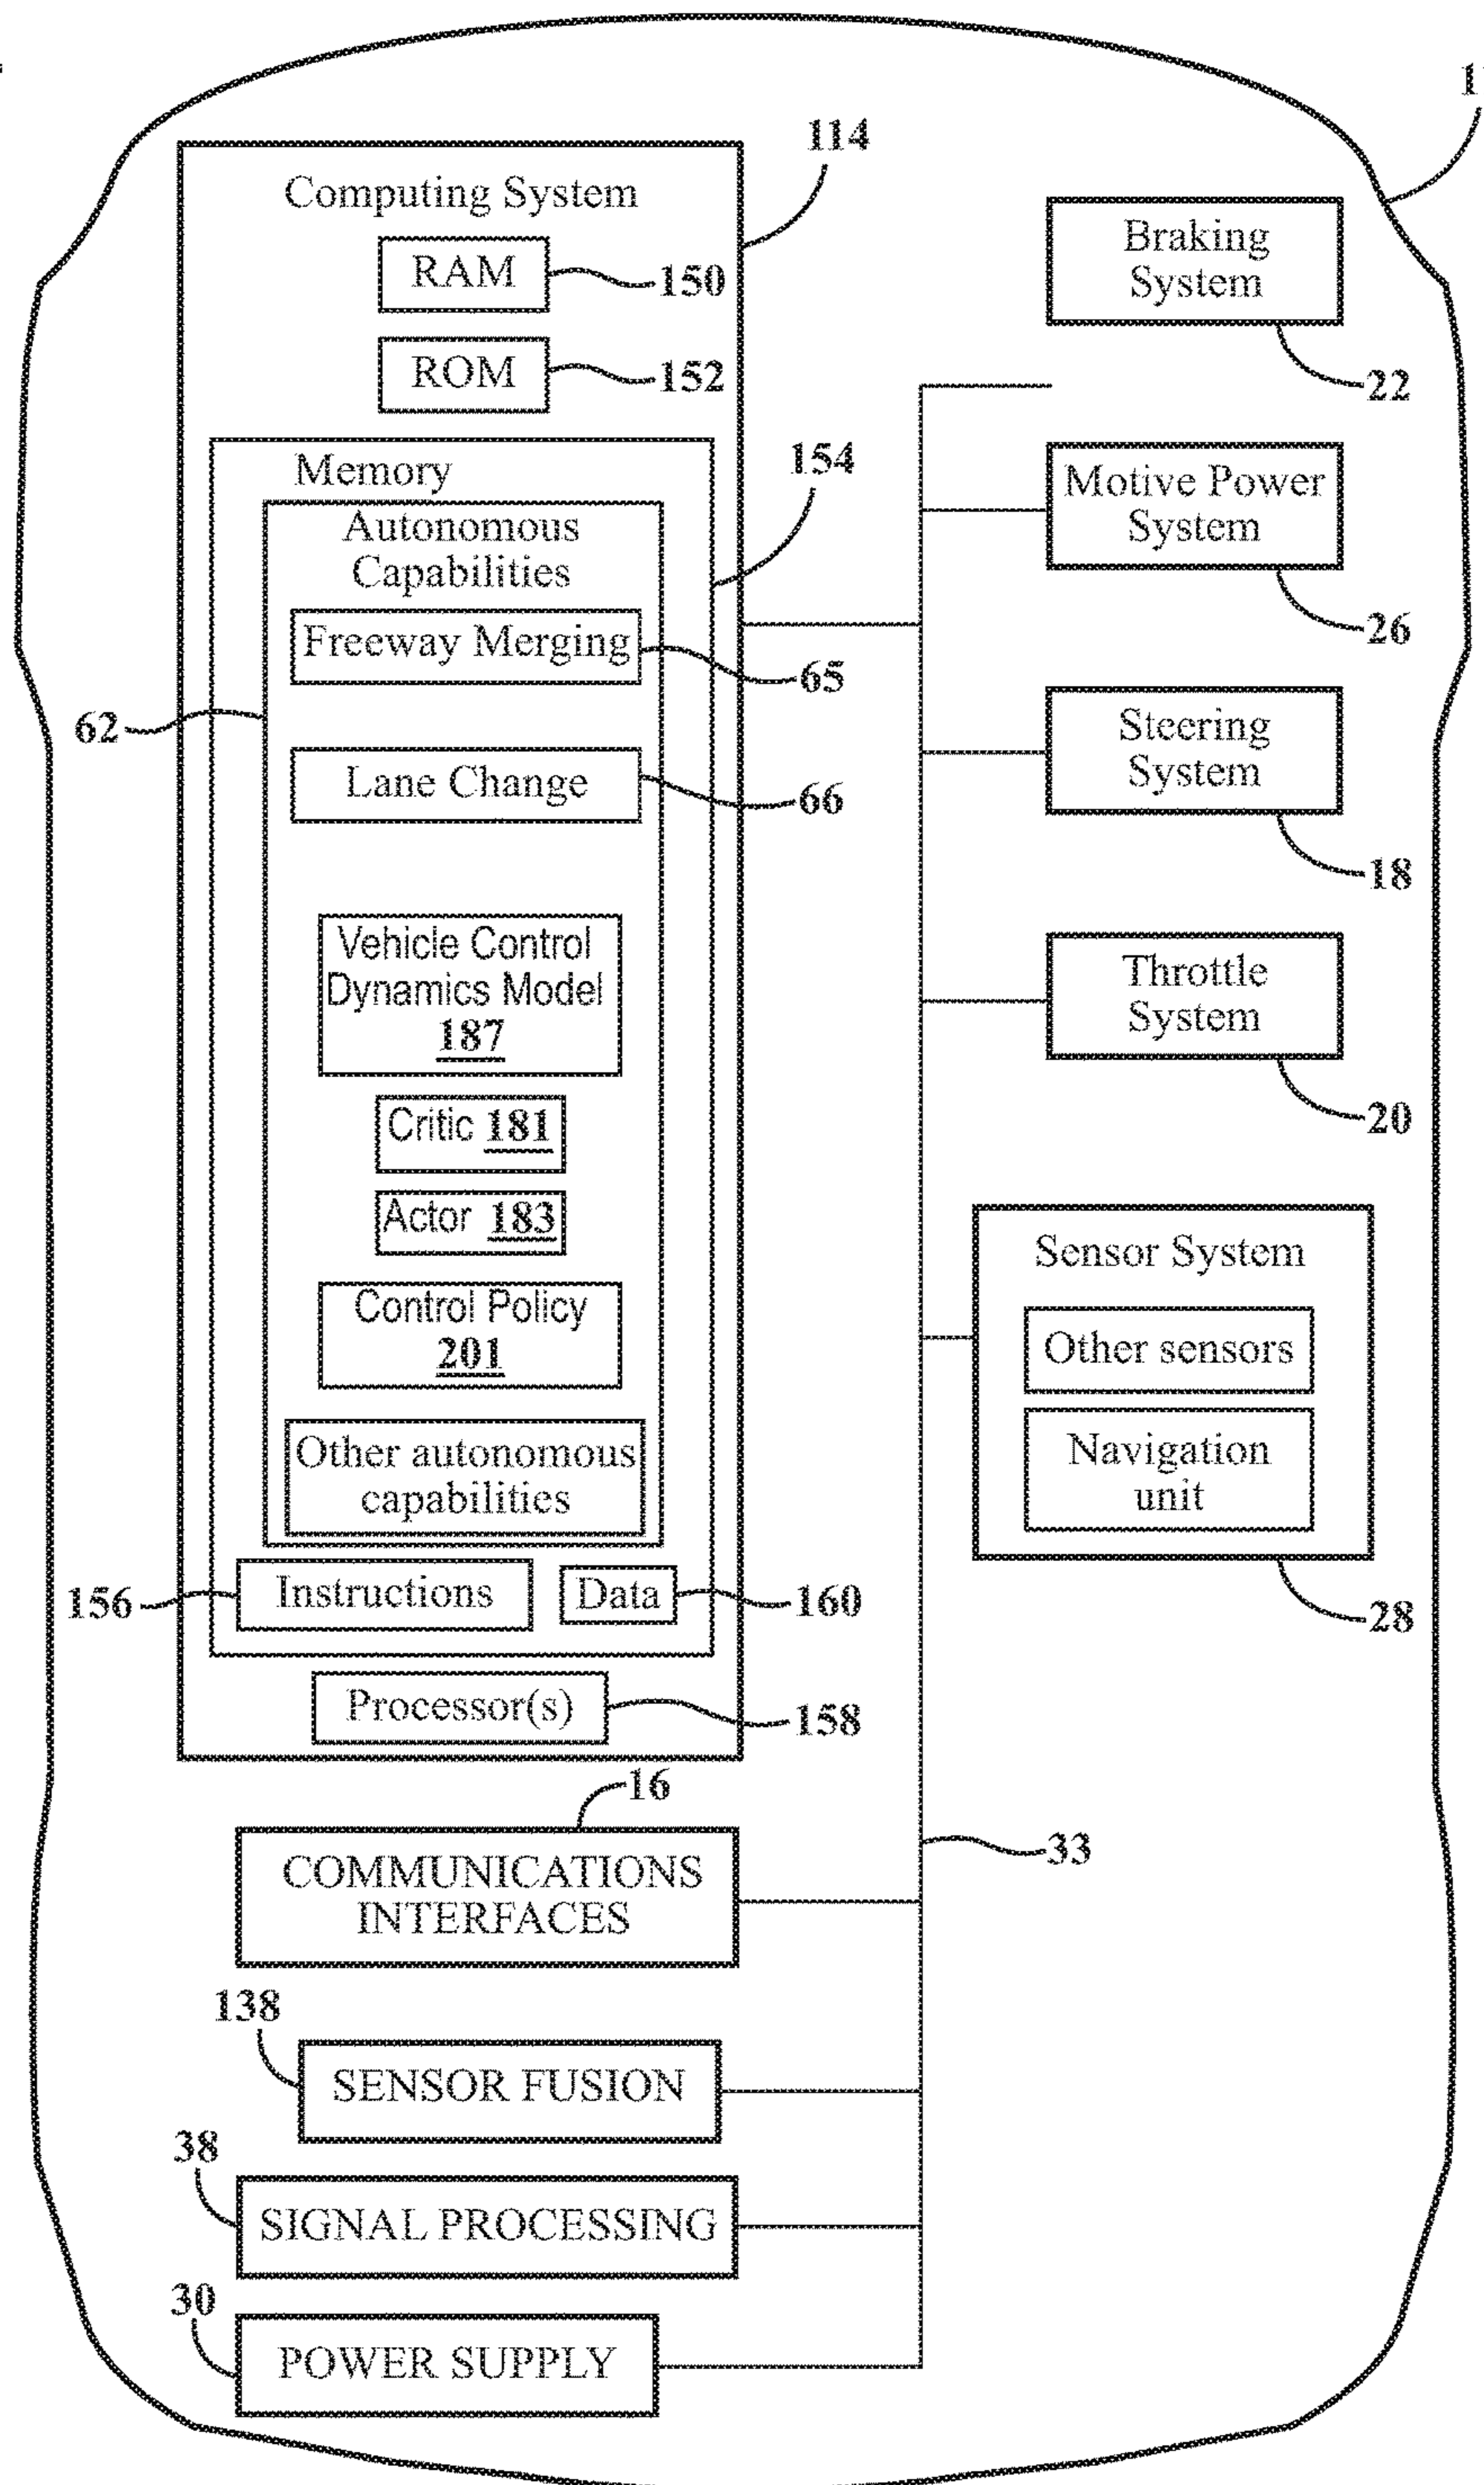 1
114
Computing System
RAM
150
ROM
152
Memory
154
Autonomous
Capabilities
Freeway Merging
65
62
Lane Change
66
Vehicle Control
Dynamics Model
187
Critic 181
Actor 183
Control Policy
201
Other autonomous
capabilities
156
Instructions
Data
160
Processor(s)
158
16
COMMUNICATIONS
INTERFACES
138
SENSOR FUSION
38
SIGNAL PROCESSING
30
POWER SUPPLY
Braking
System
22
Motive Power
System
26
Steering
System
18
Throttle
System
20
Sensor System
Other sensors
Navigation
unit
28
33